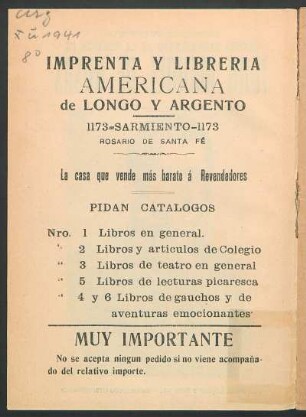 1941
8º
IMPRENTA Y LIBRERIA
AMERICANA
de LONGO Y ARGENTO
1173-SARMIENTO-1173
ROSARIO DE SANTA FÉ
La casa que vende más barato á Revendedores
PIDAN CATALOGOS
Nro. 1 Libros en general.
" 2 Libros y articulos de Colegio
" 3 Libros de teatro en general
" 5 Libros de lecturas picaresca
" 4 y 6 Libros de gauchos y de
aventuras emocionantes
MUY IMPORTANTE
No se acepta ningun pedido si no viene acompaña-
do del relativo importe.